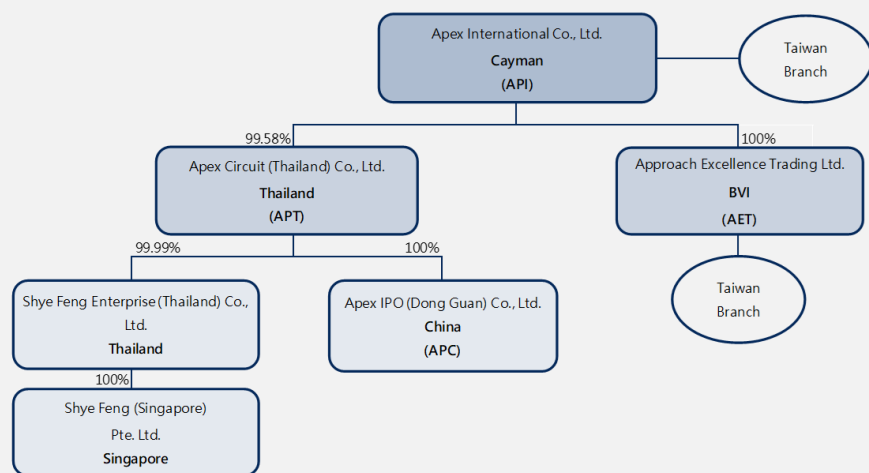 Apex International Co., Ltd.
Cayman
(API)
Taiwan
Branch
99.58%
100%
Apex Circuit (Thailand) Co., Ltd.
Thailand
(APT)
Approach Excellence Trading Ltd.
BVI
(AET)
99.99%
100%
Shye Feng Enterprise (Thailand) Co.,
Ltd.
Thailand
Apex IPO (Dong Guan) Co., Ltd.
China
(APC)
Taiwan
Branch
100%
Shye Feng (Singapore)
Pte. Ltd.
Singapore